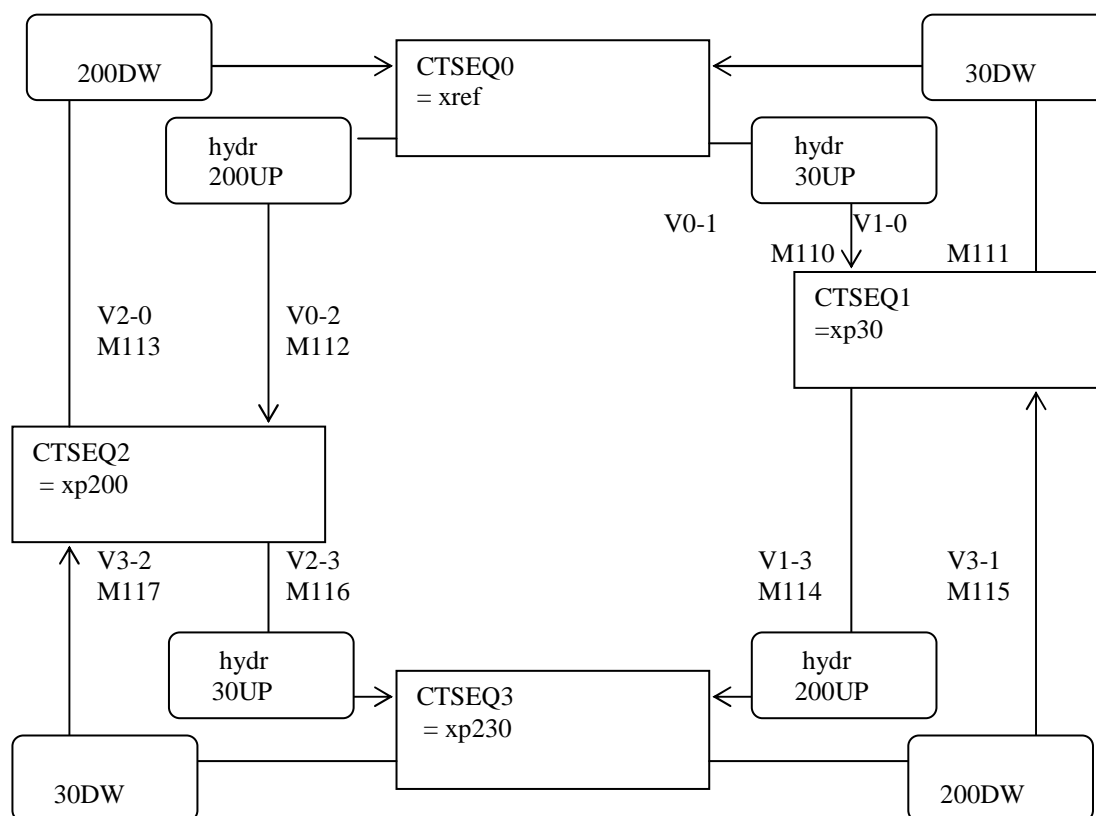 200DW
CTSEQ0
= xref
30DW
hydr
200UP
hydr
30UP
V0-1
V1-0
M110
M111
CTSEQ1
=xp30
V2-0
M113
V0-2
M112
CTSEQ2
= xp200
V3-2
M117
V2-3
M116
V1-3
M114
V3-1
M115
hydr
30UP
CTSEQ3
= xp230
hydr
200UP
30DW
200DW